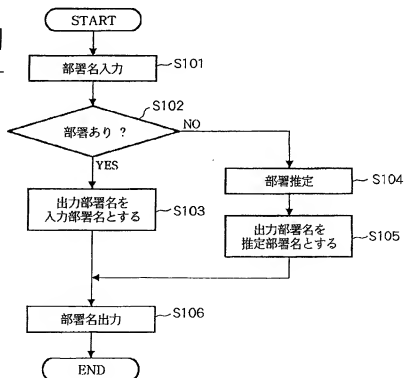 START
部署名入力
S101
部署あり ?
S102
NO
YES
出力部署名を
入力部署名とする
S103
部署推定
S104
出力部署名を
推定部署名とする
S105
部署名出力
S106
END